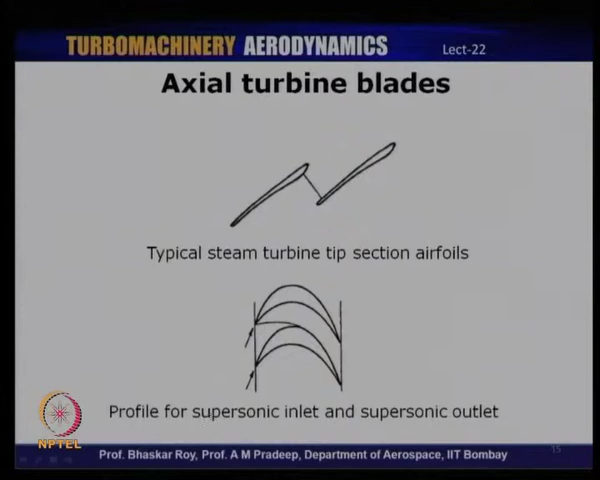 TURBOMACHINERY AERODYNAMICS Lect-22
Axial turbine blades
Typical steam turbine tip section airfoils
Profile for supersonic inlet and supersonic outlet
NPTEL
Prof. Bhaskar Roy, Prof. A M Pradeep, Department of Aerospace, IIT Bombay
15